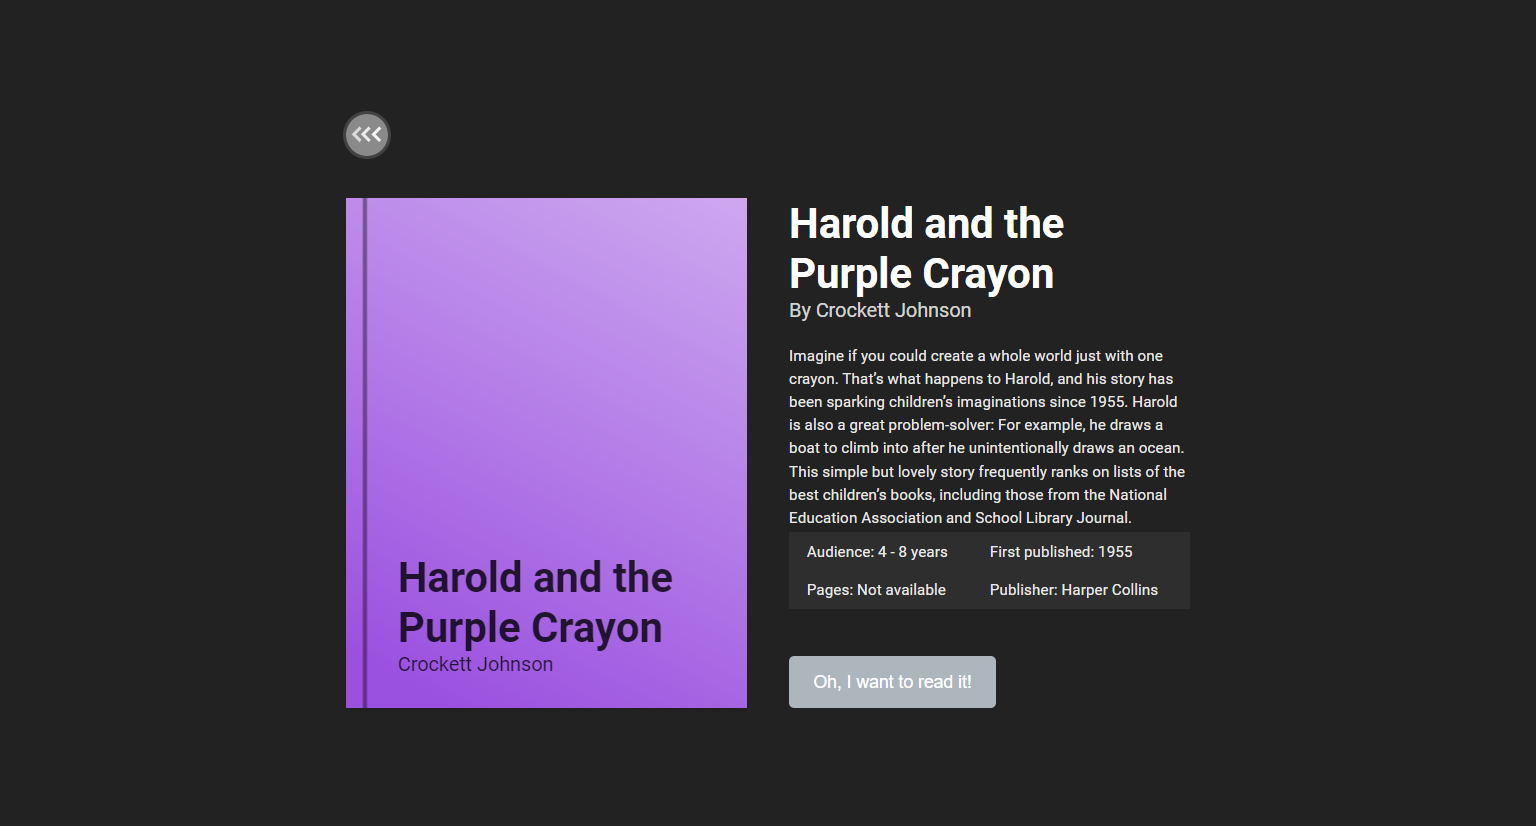 Harold and the
Purple Crayon
Crockett Johnson
Harold and the
Purple Crayon
By Crockett Johnson
Imagine if you could create a whole world just with one
crayon. That’s what happens to Harold, and his story has
been sparking children’s imaginations since 1955. Harold
is also a great problem-solver: For example, he draws a
boat to climb into after he unintentionally draws an ocean.
This simple but lovely story frequently ranks on lists of the
best children’s books, including those from the National
Education Association and School Library Journal.
Audience: 4 - 8 years
First published: 1955
Pages: Not available
Publisher: Harper Collins
Oh, I want to read it!